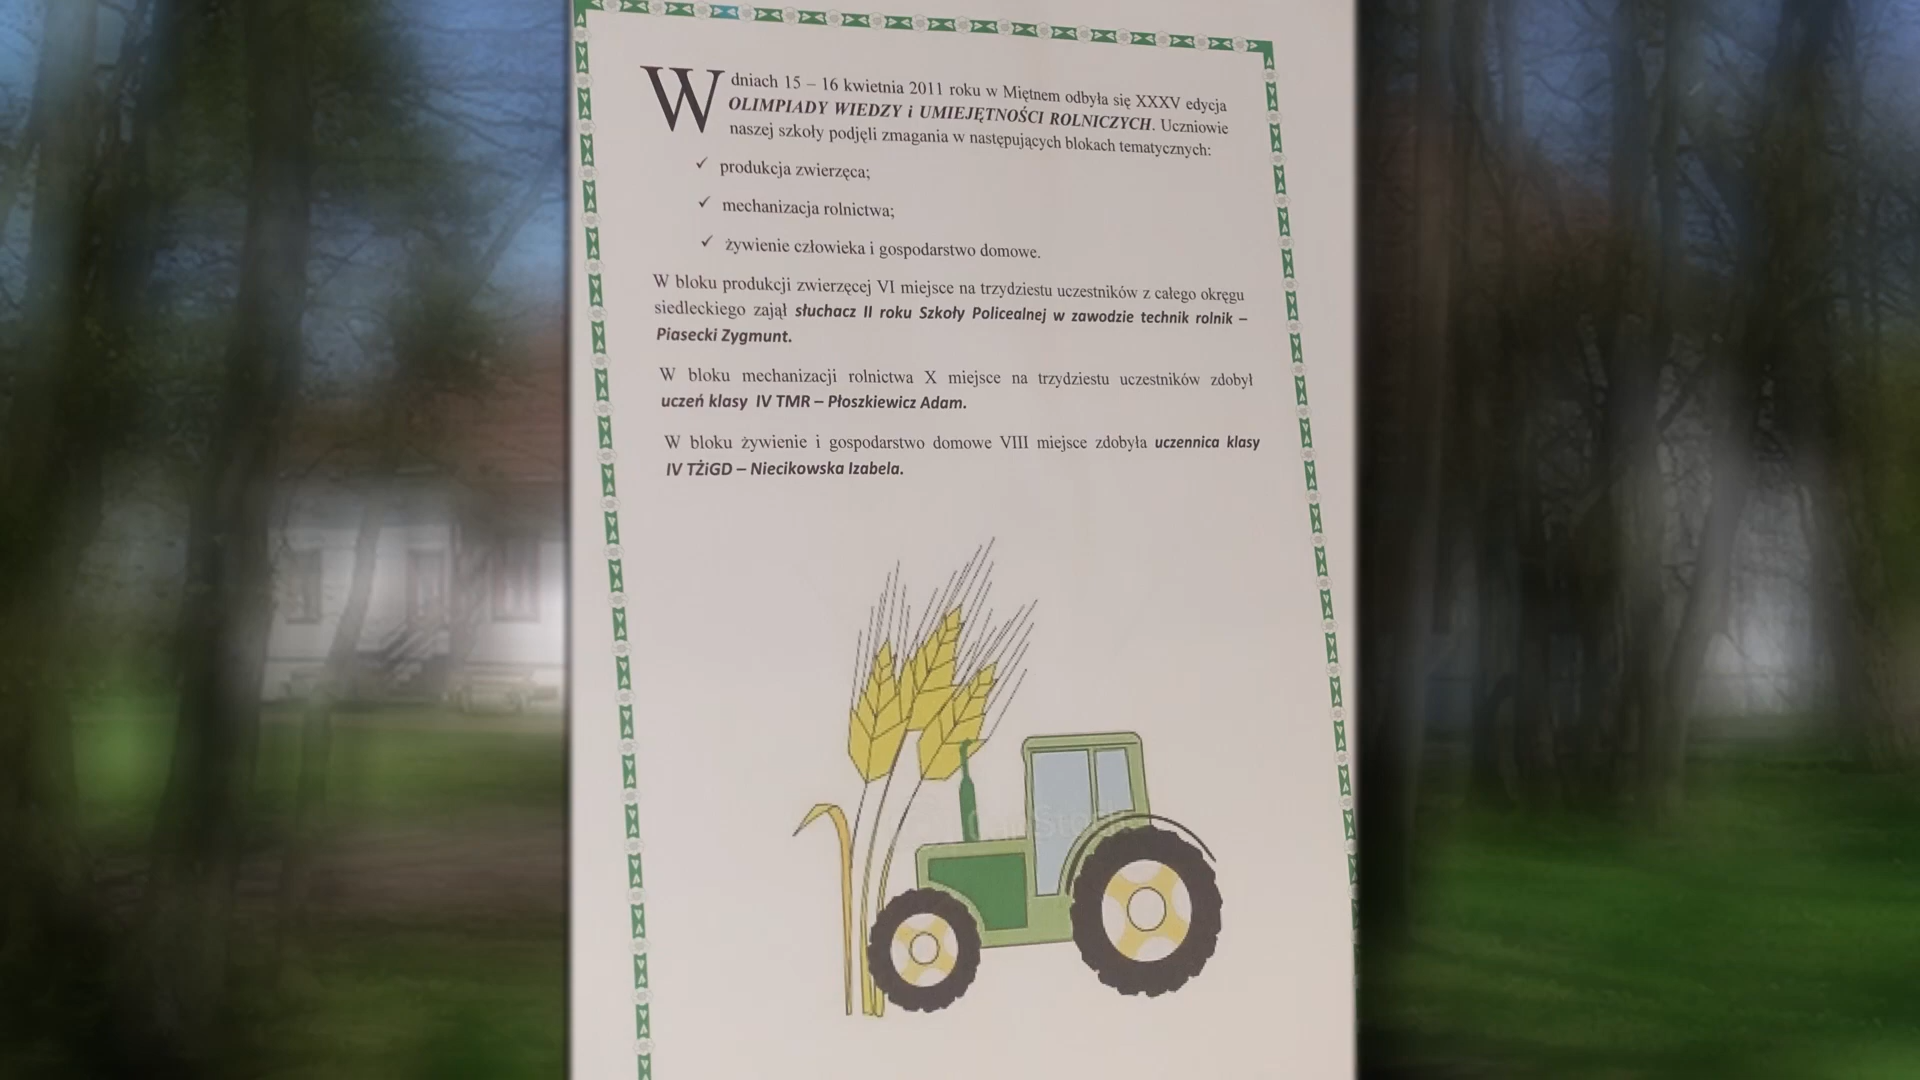 W dniach 15 – 16 kwietnia 2011 roku w Miętnem odbyła się XXXV edycja
OLIMPIADY WIEDZY i UMIEJĘTNOŚCI ROLNICZYCH. Uczniowie
naszej szkoły podjęli zmagania w następujących blokach tematycznych:
✓ produkcja zwierzęca;
✓ mechanizacja rolnictwa;
✓ żywienie człowieka i gospodarstwo domowe.
W bloku produkcji zwierzęcej VI miejsce na trzydziestu uczestników z całego okręgu
siedleckiego zajął słuchacz II roku Szkoły Policealnej w zawodzie technik rolnik –
Piasecki Zygmunt.
W bloku mechanizacji rolnictwa X miejsce na trzydziestu uczestników zdobył
uczeń klasy IV TMR – Płoszkiewicz Adam.
W bloku żywienie i gospodarstwo domowe VIII miejsce zdobyła uczennica klasy
IV TŻiGD – Niecikowska Izabela.